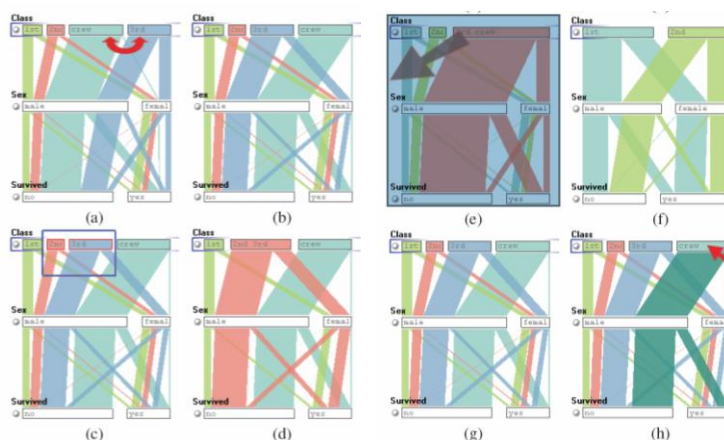 Class
1st 2nd crew 3rd
Sex
male femal
Survived
no yes
(a)
Class
1st 2nd 3rd crew
Sex
male femal
Survived
no yes
(b)
Class
1st 2nd 3rd crew
Sex
male femal
Survived
no yes
(c)
Class
1st 2nd 3rd crew
Sex
male femal
Survived
no yes
(d)
Class
1st 2nd 3rd crew
Sex
male femal
Survived
no yes
(e)
Class
1st 2nd
Sex
male female
Survived
no yes
(f)
Class
1st 2nd 3rd crew
Sex
male femal
Survived
no yes
(g)
Class
1st 2nd 3rd crew
Sex
male femal
Survived
no yes
(h)